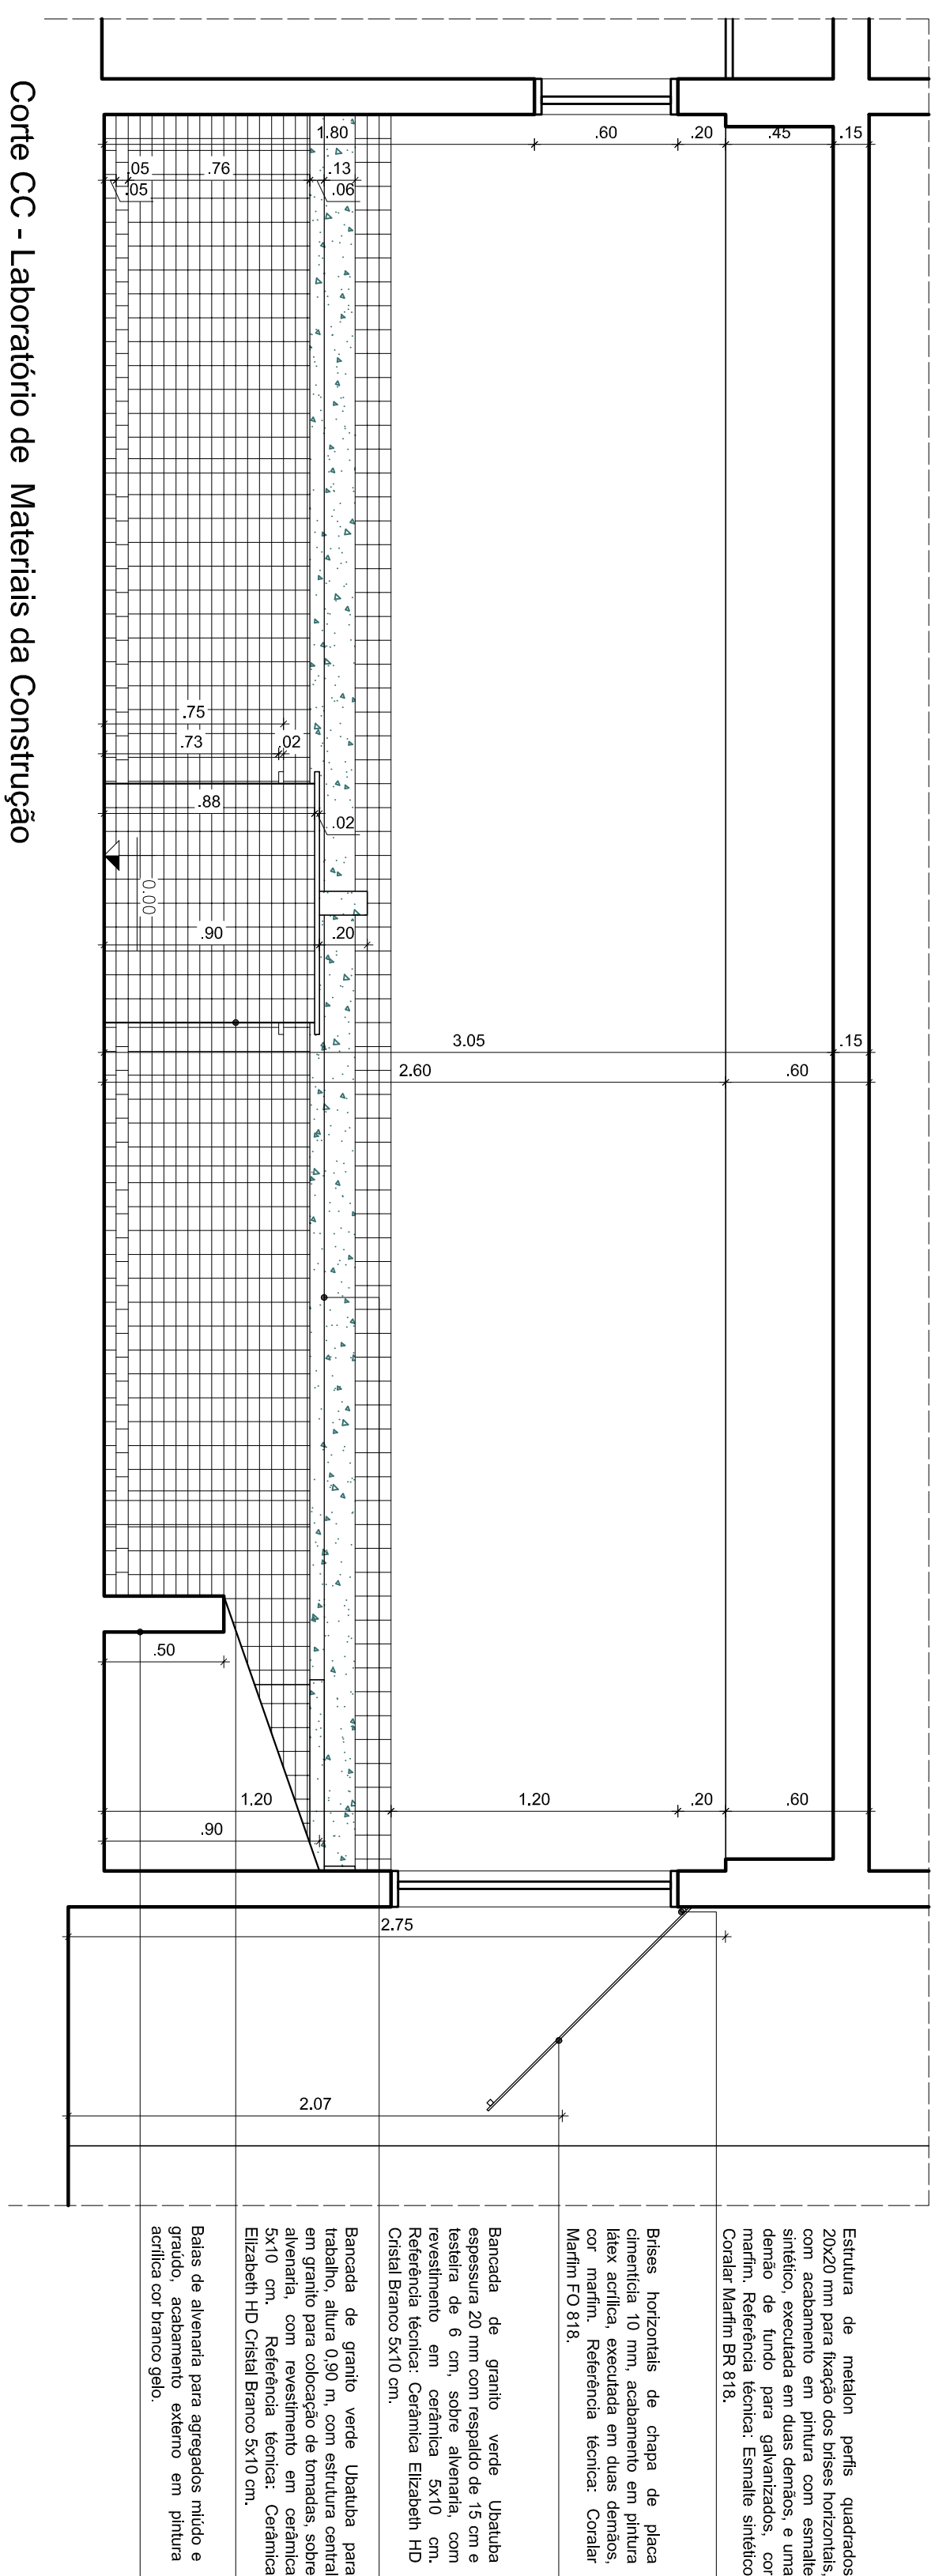 .15
.45
.20
.60
1.80
.13
.06
.76
.05
.05
.75
.73
.02
.88
.02
0.00
.90
.20
3.05
.15
2.60
.60
.50
1.20
1.20
.20
.60
.90
2.75
2.07
Estrutura de metalon perfis quadrados
20x20 mm para fixação dos brises horizontais,
com acabamento em pintura com esmalte
sintético, executada em duas demãos, e uma
demão de fundo para galvanizados, cor
marfim. Referência técnica: Esmalte sintético
Coralar Marfim BR 818.
Brises horizontais de chapa de placa
cimentícia 10 mm, acabamento em pintura
látex acrílica, executada em duas demãos,
cor marfim. Referência técnica: Coralar
Marfim FO 818.
Bancada de granito verde Ubatuba
espessura 20 mm com respaldo de 15 cm e
testeira de 6 cm, sobre alvenaria, com
revestimento em cerâmica 5x10 cm.
Referência técnica: Cerâmica Elizabeth HD
Cristal Branco 5x10 cm.
Bancada de granito verde Ubatuba para
trabalho, altura 0,90 m, com estrutura central
em granito para colocação de tomadas, sobre
alvenaria, com revestimento em cerâmica
5x10 cm. Referência técnica: Cerâmica
Elizabeth HD Cristal Branco 5x10 cm.
Baias de alvenaria para agregados miúdo e
graúdo, acabamento externo em pintura
acrílica cor branco gelo.
Corte CC - Laboratório de Materiais da Construção